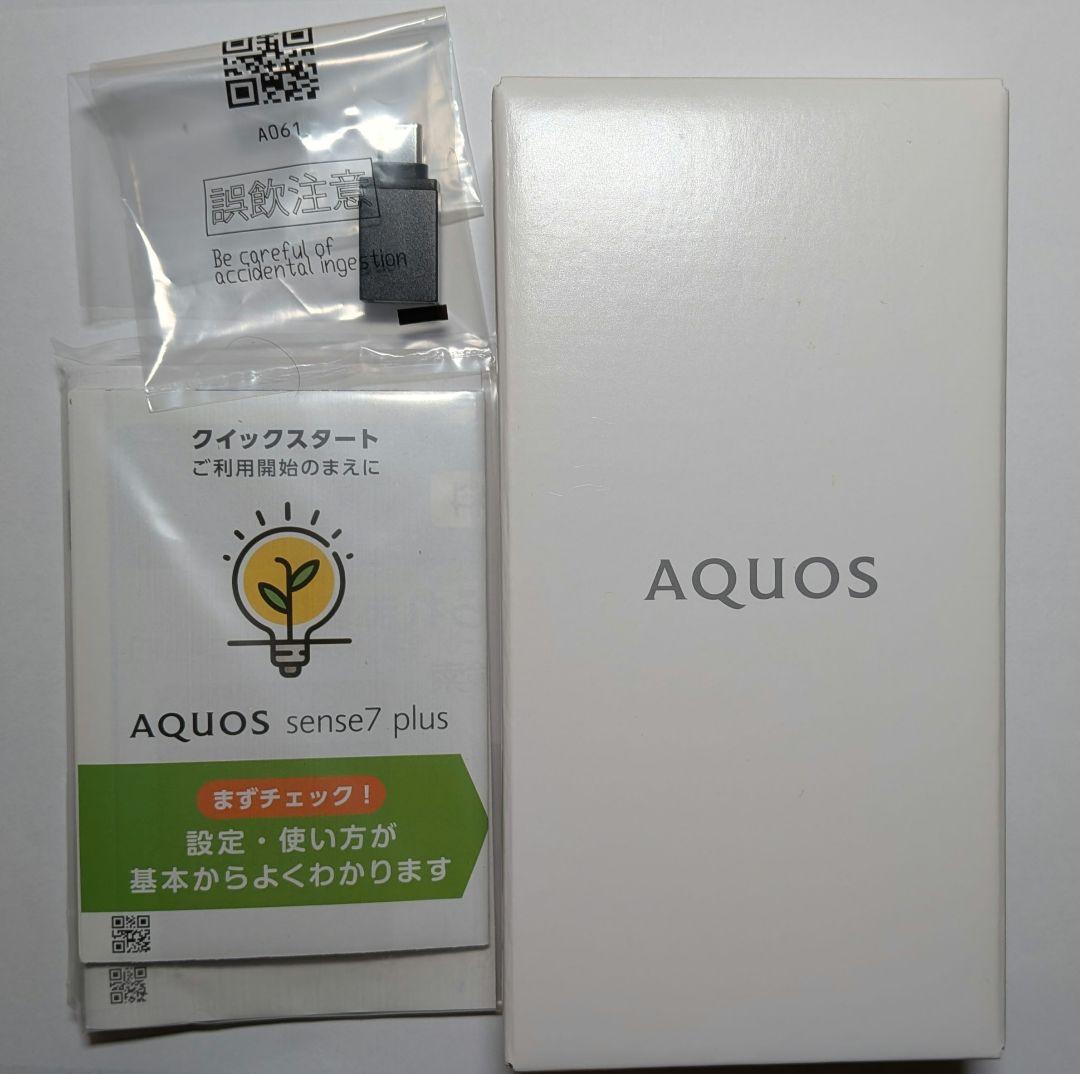 A061
誤飲注意
Be careful of
accidental ingestion
クイックスタート
ご利用開始のまえに
AQUOS sense7 plus
まずチェック！
設定・使い方が
基本からよくわかります
AQUOS